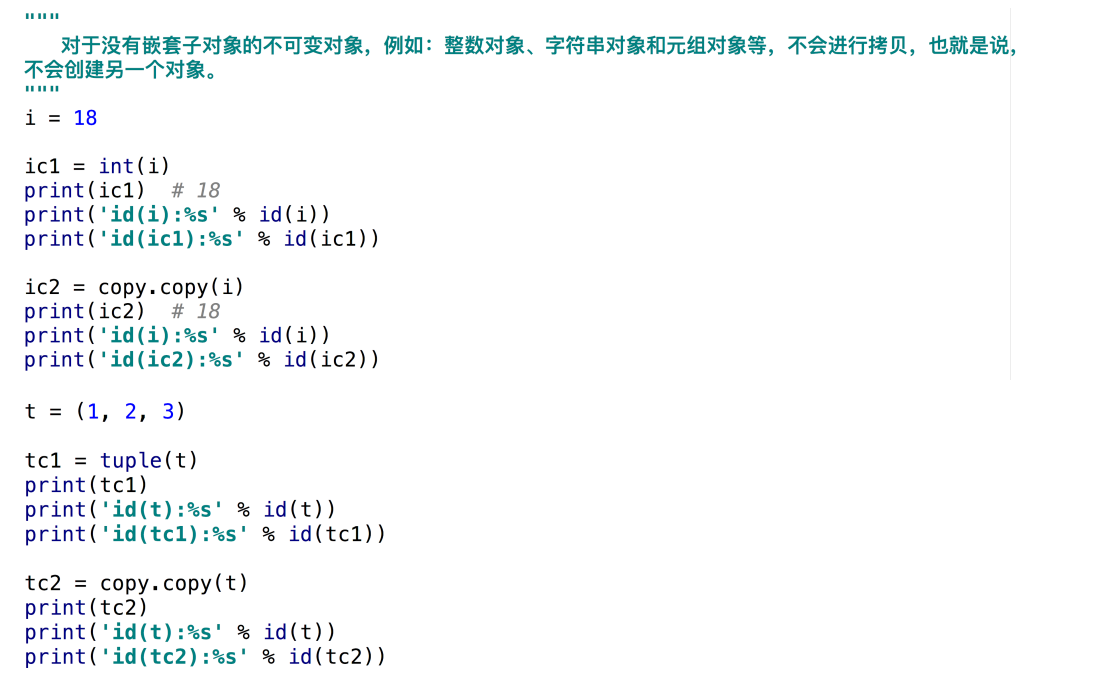 """
    对于没有嵌套子对象的不可变对象，例如：整数对象、字符串对象和元组对象等，不会进行拷贝，也就是说，
不会创建另一个对象。
"""
i = 18

ic1 = int(i)
print(ic1)  # 18
print('id(i):%s' % id(i))
print('id(ic1):%s' % id(ic1))

ic2 = copy.copy(i)
print(ic2)  # 18
print('id(i):%s' % id(i))
print('id(ic2):%s' % id(ic2))

t = (1, 2, 3)

tc1 = tuple(t)
print(tc1)
print('id(t):%s' % id(t))
print('id(tc1):%s' % id(tc1))

tc2 = copy.copy(t)
print(tc2)
print('id(t):%s' % id(t))
print('id(tc2):%s' % id(tc2))